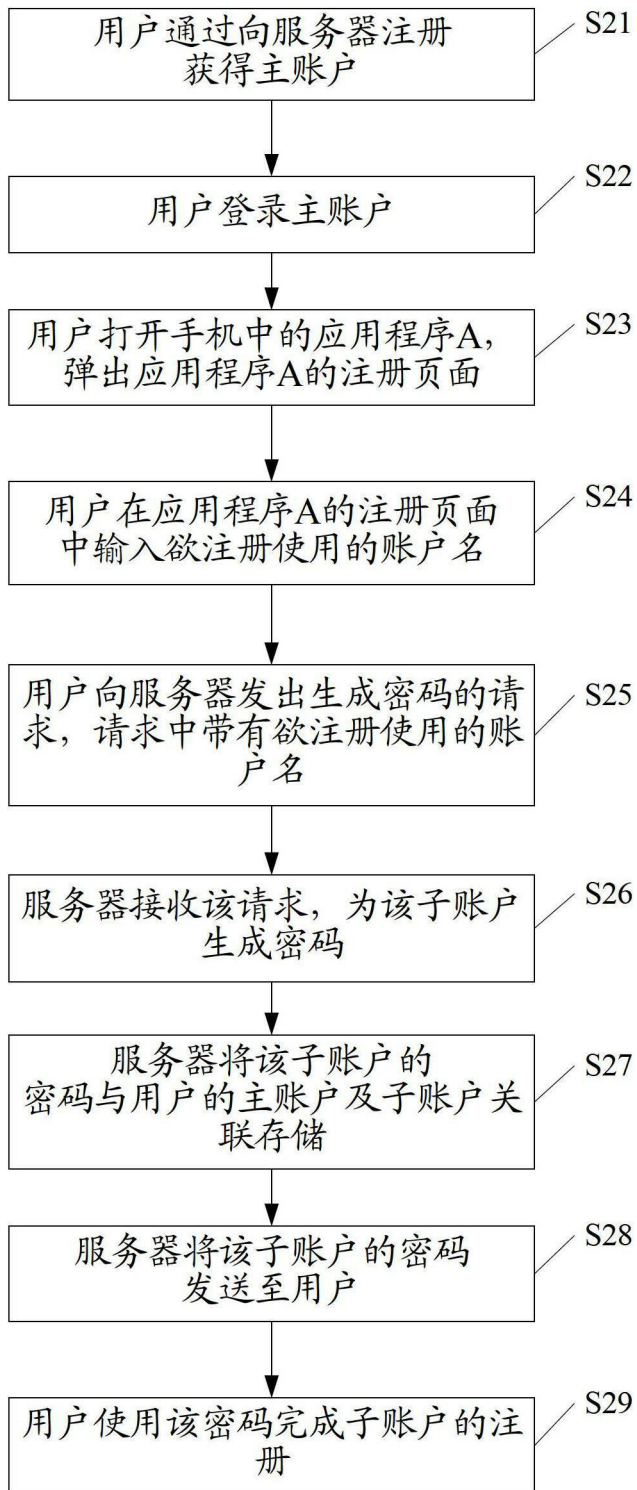 用户通过向服务器注册
获得主账户
S21
用户登录主账户
S22
用户打开手机中的应用程序A，
弹出应用程序A的注册页面
S23
用户在应用程序A的注册页面
中输入欲注册使用的账户名
S24
用户向服务器发出生成密码的请
求，请求中带有欲注册使用的账
户名
S25
服务器接收该请求，为该子账户
生成密码
S26
服务器将该子账户的
密码与用户的主账户及子账户关
联存储
S27
服务器将该子账户的密码
发送至用户
S28
用户使用该密码完成子账户的注
册
S29